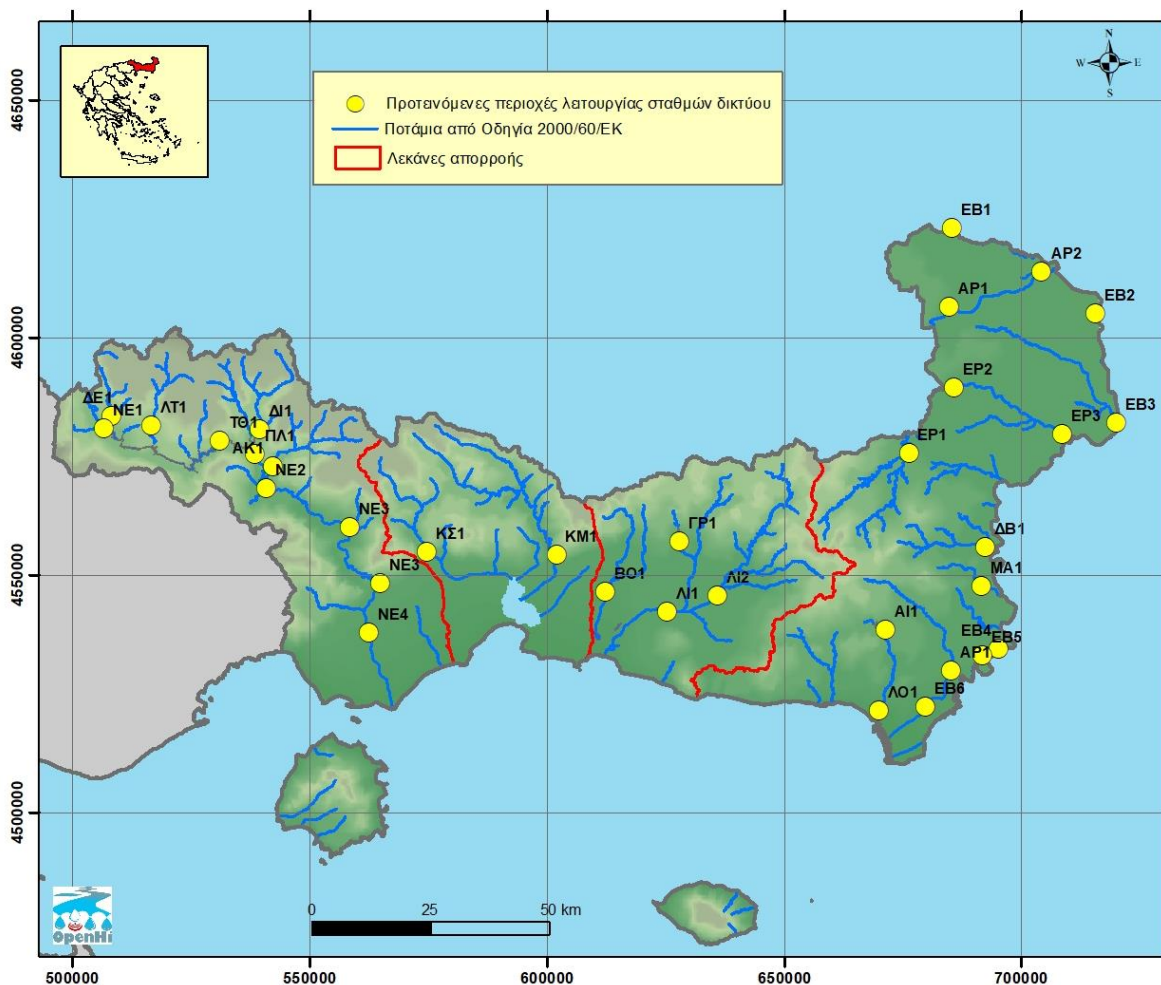 N
W E
S
Προτεινόμενες περιοχές λειτουργίας σταθμών δικτύου
Ποτάμια από Οδηγία 2000/60/ΕΚ
Λεκάνες απορροής
4650000
4600000
4550000
4500000
ΕΒ1
ΑΡ2
ΑΡ1
ΕΒ2
ΕΡ2
ΕΒ3
ΕΡ3
ΕΡ1
ΔΕ1
ΝΕ1
ΛΤ1
ΤΘ1
ΔΙ1
ΠΛ1
ΑΚ1
ΝΕ2
ΝΕ3
ΚΣ1
ΚΜ1
ΓΡ1
ΔΒ1
ΝΕ3
ΒΟ1
ΛΙ1
ΛΙ2
ΜΑ1
ΝΕ4
ΑΙ1
ΕΒ4
ΕΒ5
ΑΡ1
ΛΟ1
ΕΒ6
OpenHi
0 25 50 km
500000 550000 600000 650000 700000